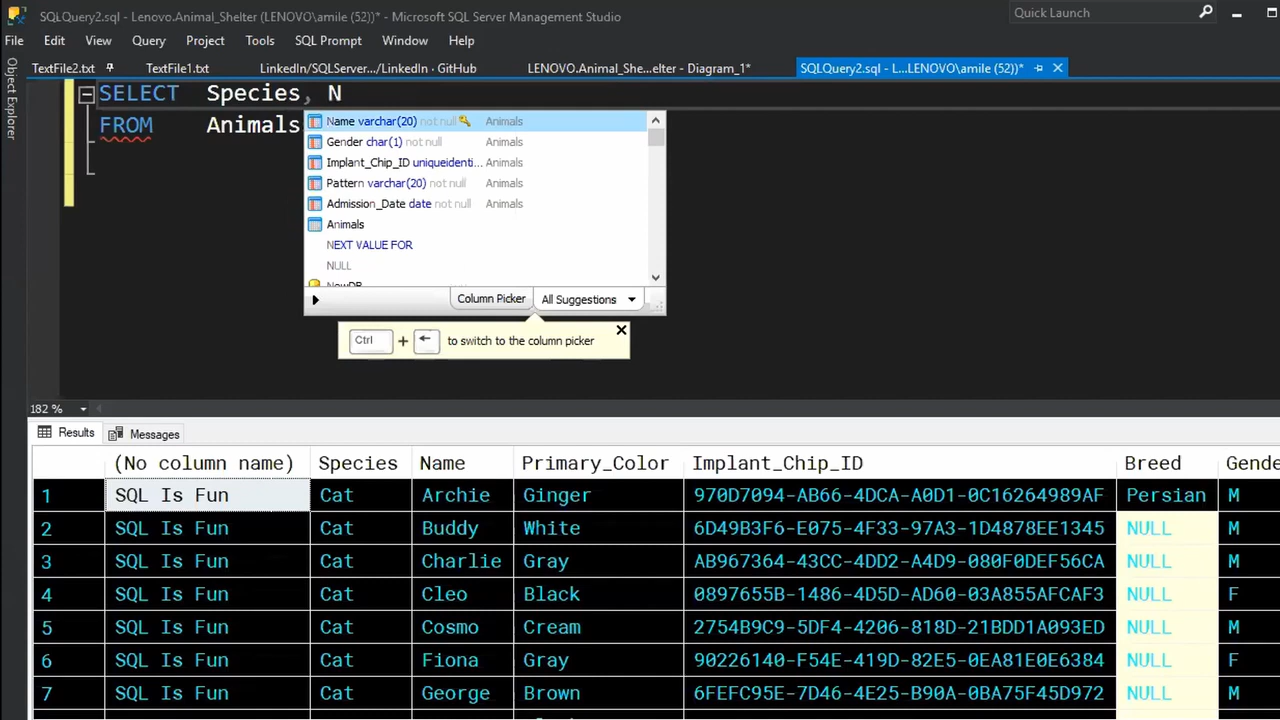 SQLQuery2.sql - Lenovo.Animal_Shelter (LENOVO\amile (52))* - Microsoft SQL Server Management Studio
Quick Launch
File Edit View Query Project Tools SQL Prompt Window Help
TextFile2.txt TextFile1.txt LinkedIn/SQLServer.../LinkedIn - GitHub LENOVO.Animal_She...elter - Diagram_1* SQLQuery2.sql - L...LENOVO\amile (52))*
Object Explorer
SELECT Species, N
FROM Animals
Name varchar(20) not null Animals
Gender char(1) not null Animals
Implant_Chip_ID uniqueidenti... Animals
Pattern varchar(20) not null Animals
Admission_Date date not null Animals
Animals
NEXT VALUE FOR
NULL
NewDB
Column Picker All Suggestions
Ctrl + ← to switch to the column picker
182 %
Results Messages
(No column name) Species Name Primary_Color Implant_Chip_ID Breed Gende
1 SQL Is Fun Cat Archie Ginger 970D7094-AB66-4DCA-A0D1-0C16264989AF Persian M
2 SQL Is Fun Cat Buddy White 6D49B3F6-E075-4F33-97A3-1D4878EE1345 NULL M
3 SQL Is Fun Cat Charlie Gray AB967364-43CC-4DD2-A4D9-080F0DEF56CA NULL M
4 SQL Is Fun Cat Cleo Black 0897655B-1486-4D5D-AD60-03A855AFCAF3 NULL F
5 SQL Is Fun Cat Cosmo Cream 2754B9C9-5DF4-4206-818D-21BDD1A093ED NULL M
6 SQL Is Fun Cat Fiona Gray 90226140-F54E-419D-82E5-0EA81E0E6384 NULL F
7 SQL Is Fun Cat George Brown 6FEFC95E-7D46-4E25-B90A-0BA75F45D972 NULL M